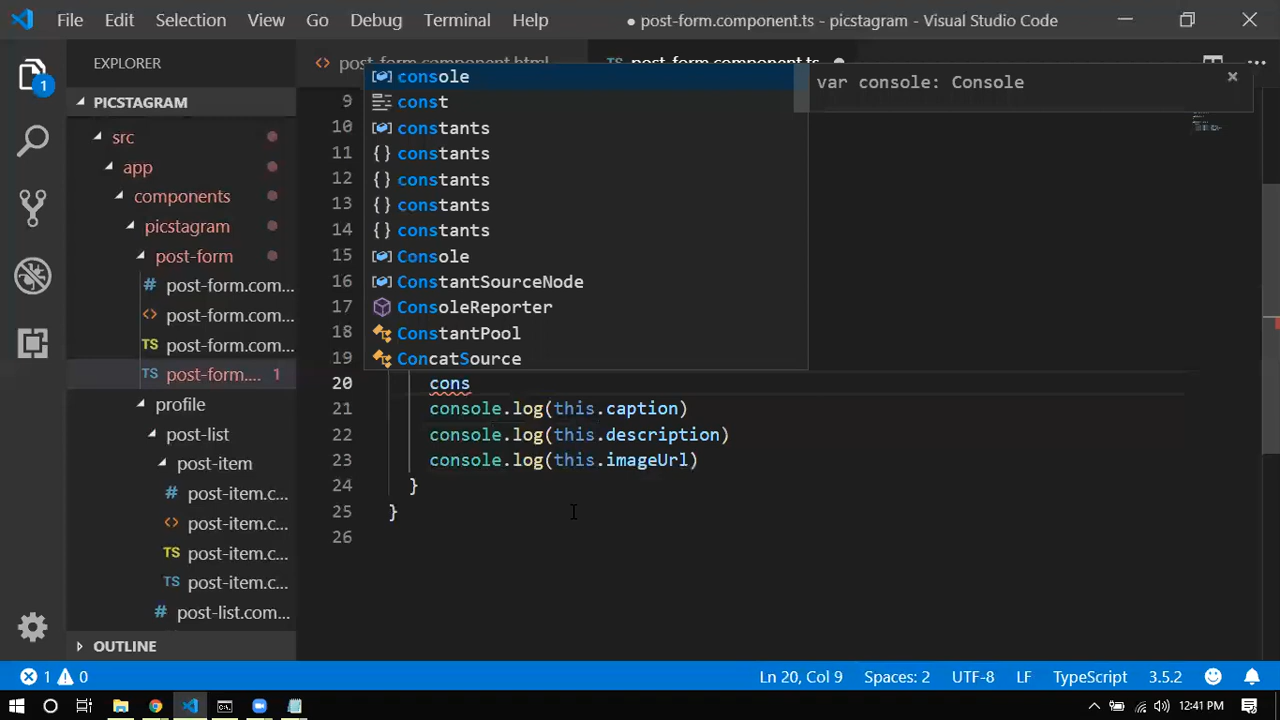 File Edit Selection View Go Debug Terminal Help
● post-form.component.ts - picstagram - Visual Studio Code
EXPLORER
<> post-form.component.html
TS post-form.component.ts
1
PICSTAGRAM
src
app
components
picstagram
post-form
# post-form.com...
<> post-form.com...
TS post-form.com...
TS post-form.... 1
profile
post-list
post-item
# post-item.c...
<> post-item.c...
TS post-item.c...
TS post-item.c...
# post-list.com...
OUTLINE
console
const
constants
{} constants
{} constants
{} constants
{} constants
Console
ConstantSourceNode
ConsoleReporter
ConstantPool
ConcatSource
var console: Console
9
10
11
12
13
14
15
16
17
18
19
20 cons
21 console.log(this.caption)
22 console.log(this.description)
23 console.log(this.imageUrl)
24 }
25 }
26
1 0
Ln 20, Col 9 Spaces: 2 UTF-8 LF TypeScript 3.5.2
12:41 PM